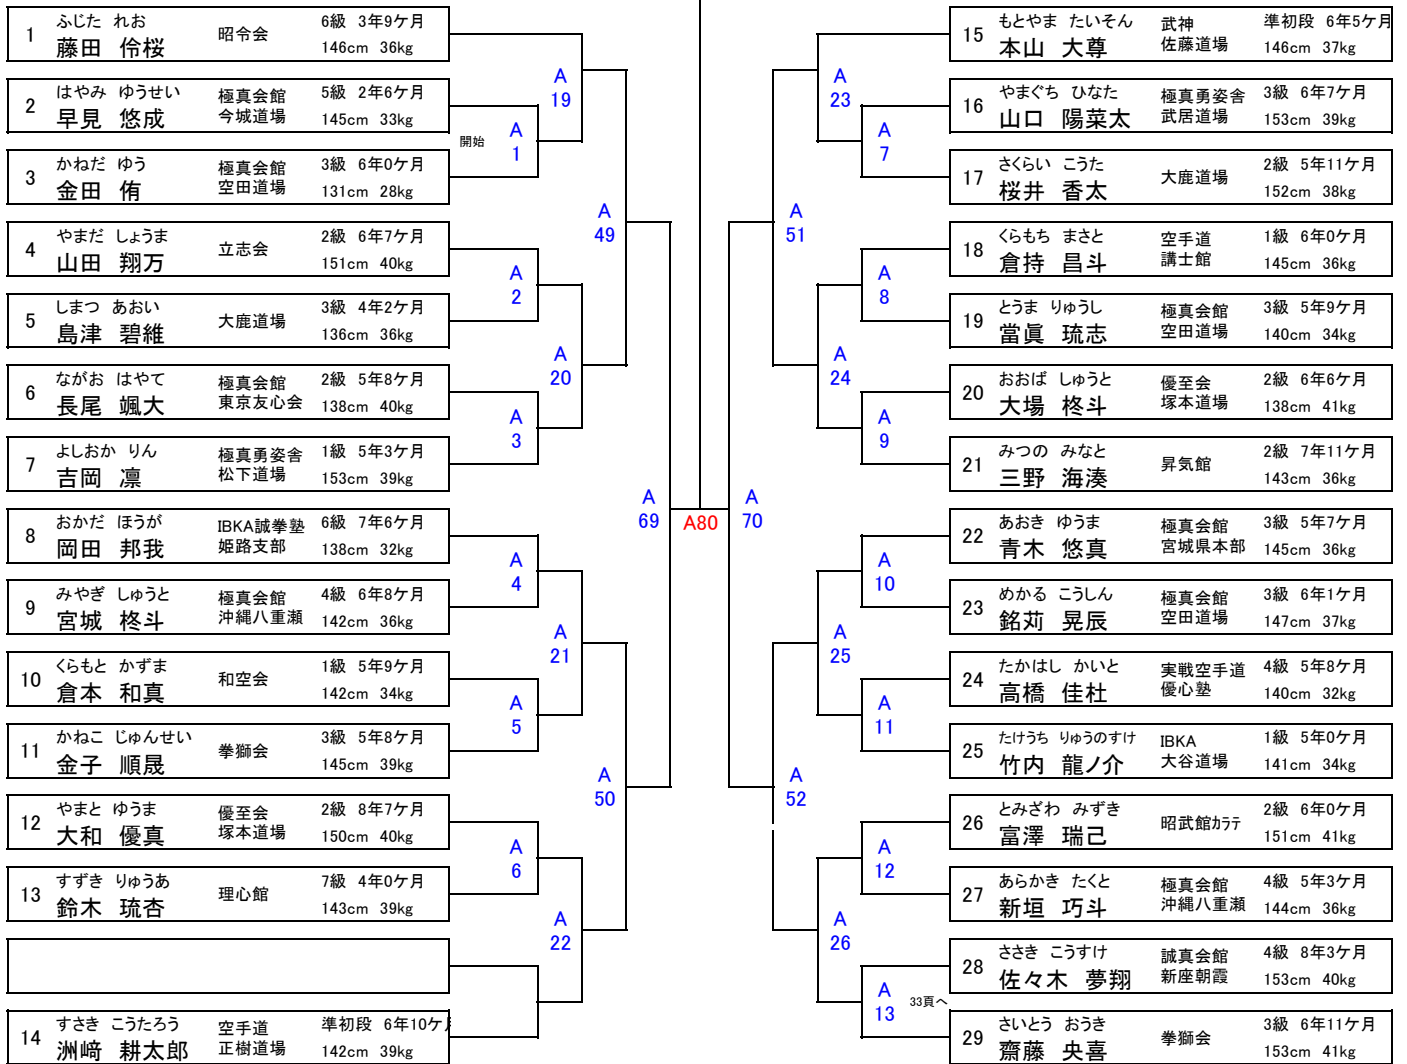 1 ふじた れお 昭令会 6級 3年9ケ月
藤田 伶桜 146cm 36kg
2 はやみ ゆうせい 極真会館 5級 2年6ケ月
早見 悠成 今城道場 145cm 33kg
3 かねだ ゆう 極真会館 3級 6年0ケ月
金田 侑 空田道場 131cm 28kg
4 やまだ しょうま 立志会 2級 6年7ケ月
山田 翔万 151cm 40kg
5 しまつ あおい 大鹿道場 3級 4年2ケ月
島津 碧維 136cm 36kg
6 ながお はやて 極真会館 2級 5年8ケ月
長尾 颯大 東京友心会 138cm 40kg
7 よしおか りん 極真勇姿舎 1級 5年3ケ月
吉岡 凛 松下道場 153cm 39kg
8 おかだ ほうが IBKA誠拳塾 6級 7年6ケ月
岡田 邦我 姫路支部 138cm 32kg
9 みやぎ しゅうと 極真会館 4級 6年8ケ月
宮城 柊斗 沖縄八重瀬 142cm 36kg
10 くらもと かずま 和空会 1級 5年9ケ月
倉本 和真 142cm 34kg
11 かねこ じゅんせい 拳獅会 3級 5年8ケ月
金子 順晟 145cm 39kg
12 やまと ゆうま 優至会 2級 8年7ケ月
大和 優真 塚本道場 150cm 40kg
13 すずき りゅうあ 理心館 7級 4年0ケ月
鈴木 琉杏 143cm 39kg
14 すさき こうたろう 空手道 準初段 6年10ケ月
洲﨑 耕太郎 正樹道場 142cm 39kg
開始
A
1
A
2
A
3
A
4
A
5
A
6
A
19
A
20
A
21
A
22
A
49
A
50
A
69
A80
A
70
A
51
A
52
A
23
A
24
A
25
A
26
A
7
A
8
A
9
A
10
A
11
A
12
A
13
33頁へ
15 もとやま たいそん 武神 準初段 6年5ケ月
本山 大尊 佐藤道場 146cm 37kg
16 やまぐち ひなた 極真勇姿舎 3級 6年7ケ月
山口 陽菜太 武居道場 153cm 39kg
17 さくらい こうた 大鹿道場 2級 5年11ケ月
桜井 香太 152cm 38kg
18 くらもち まさと 空手道 1級 6年0ケ月
倉持 昌斗 講士館 145cm 36kg
19 とうま りゅうし 極真会館 3級 5年9ケ月
當眞 琉志 空田道場 140cm 34kg
20 おおば しゅうと 優至会 2級 6年6ケ月
大場 柊斗 塚本道場 138cm 41kg
21 みつの みなと 昇気館 2級 7年11ケ月
三野 海湊 143cm 36kg
22 あおき ゆうま 極真会館 3級 5年7ケ月
青木 悠真 宮城県本部 145cm 36kg
23 めかる こうしん 極真会館 3級 6年1ケ月
銘苅 晃辰 空田道場 147cm 37kg
24 たかはし かいと 実戦空手道 4級 5年8ケ月
高橋 佳杜 優心塾 140cm 32kg
25 たけうち りゅうのすけ IBKA 1級 5年0ケ月
竹内 龍ノ介 大谷道場 141cm 34kg
26 とみざわ みずき 昭武館カラテ 2級 6年0ケ月
富澤 瑞己 151cm 41kg
27 あらかき たくと 極真会館 4級 5年3ケ月
新垣 巧斗 沖縄八重瀬 144cm 36kg
28 ささき こうすけ 誠真会館 4級 8年3ケ月
佐々木 夢翔 新座朝霞 153cm 40kg
29 さいとう おうき 拳獅会 3級 6年11ケ月
齋藤 央喜 153cm 41kg